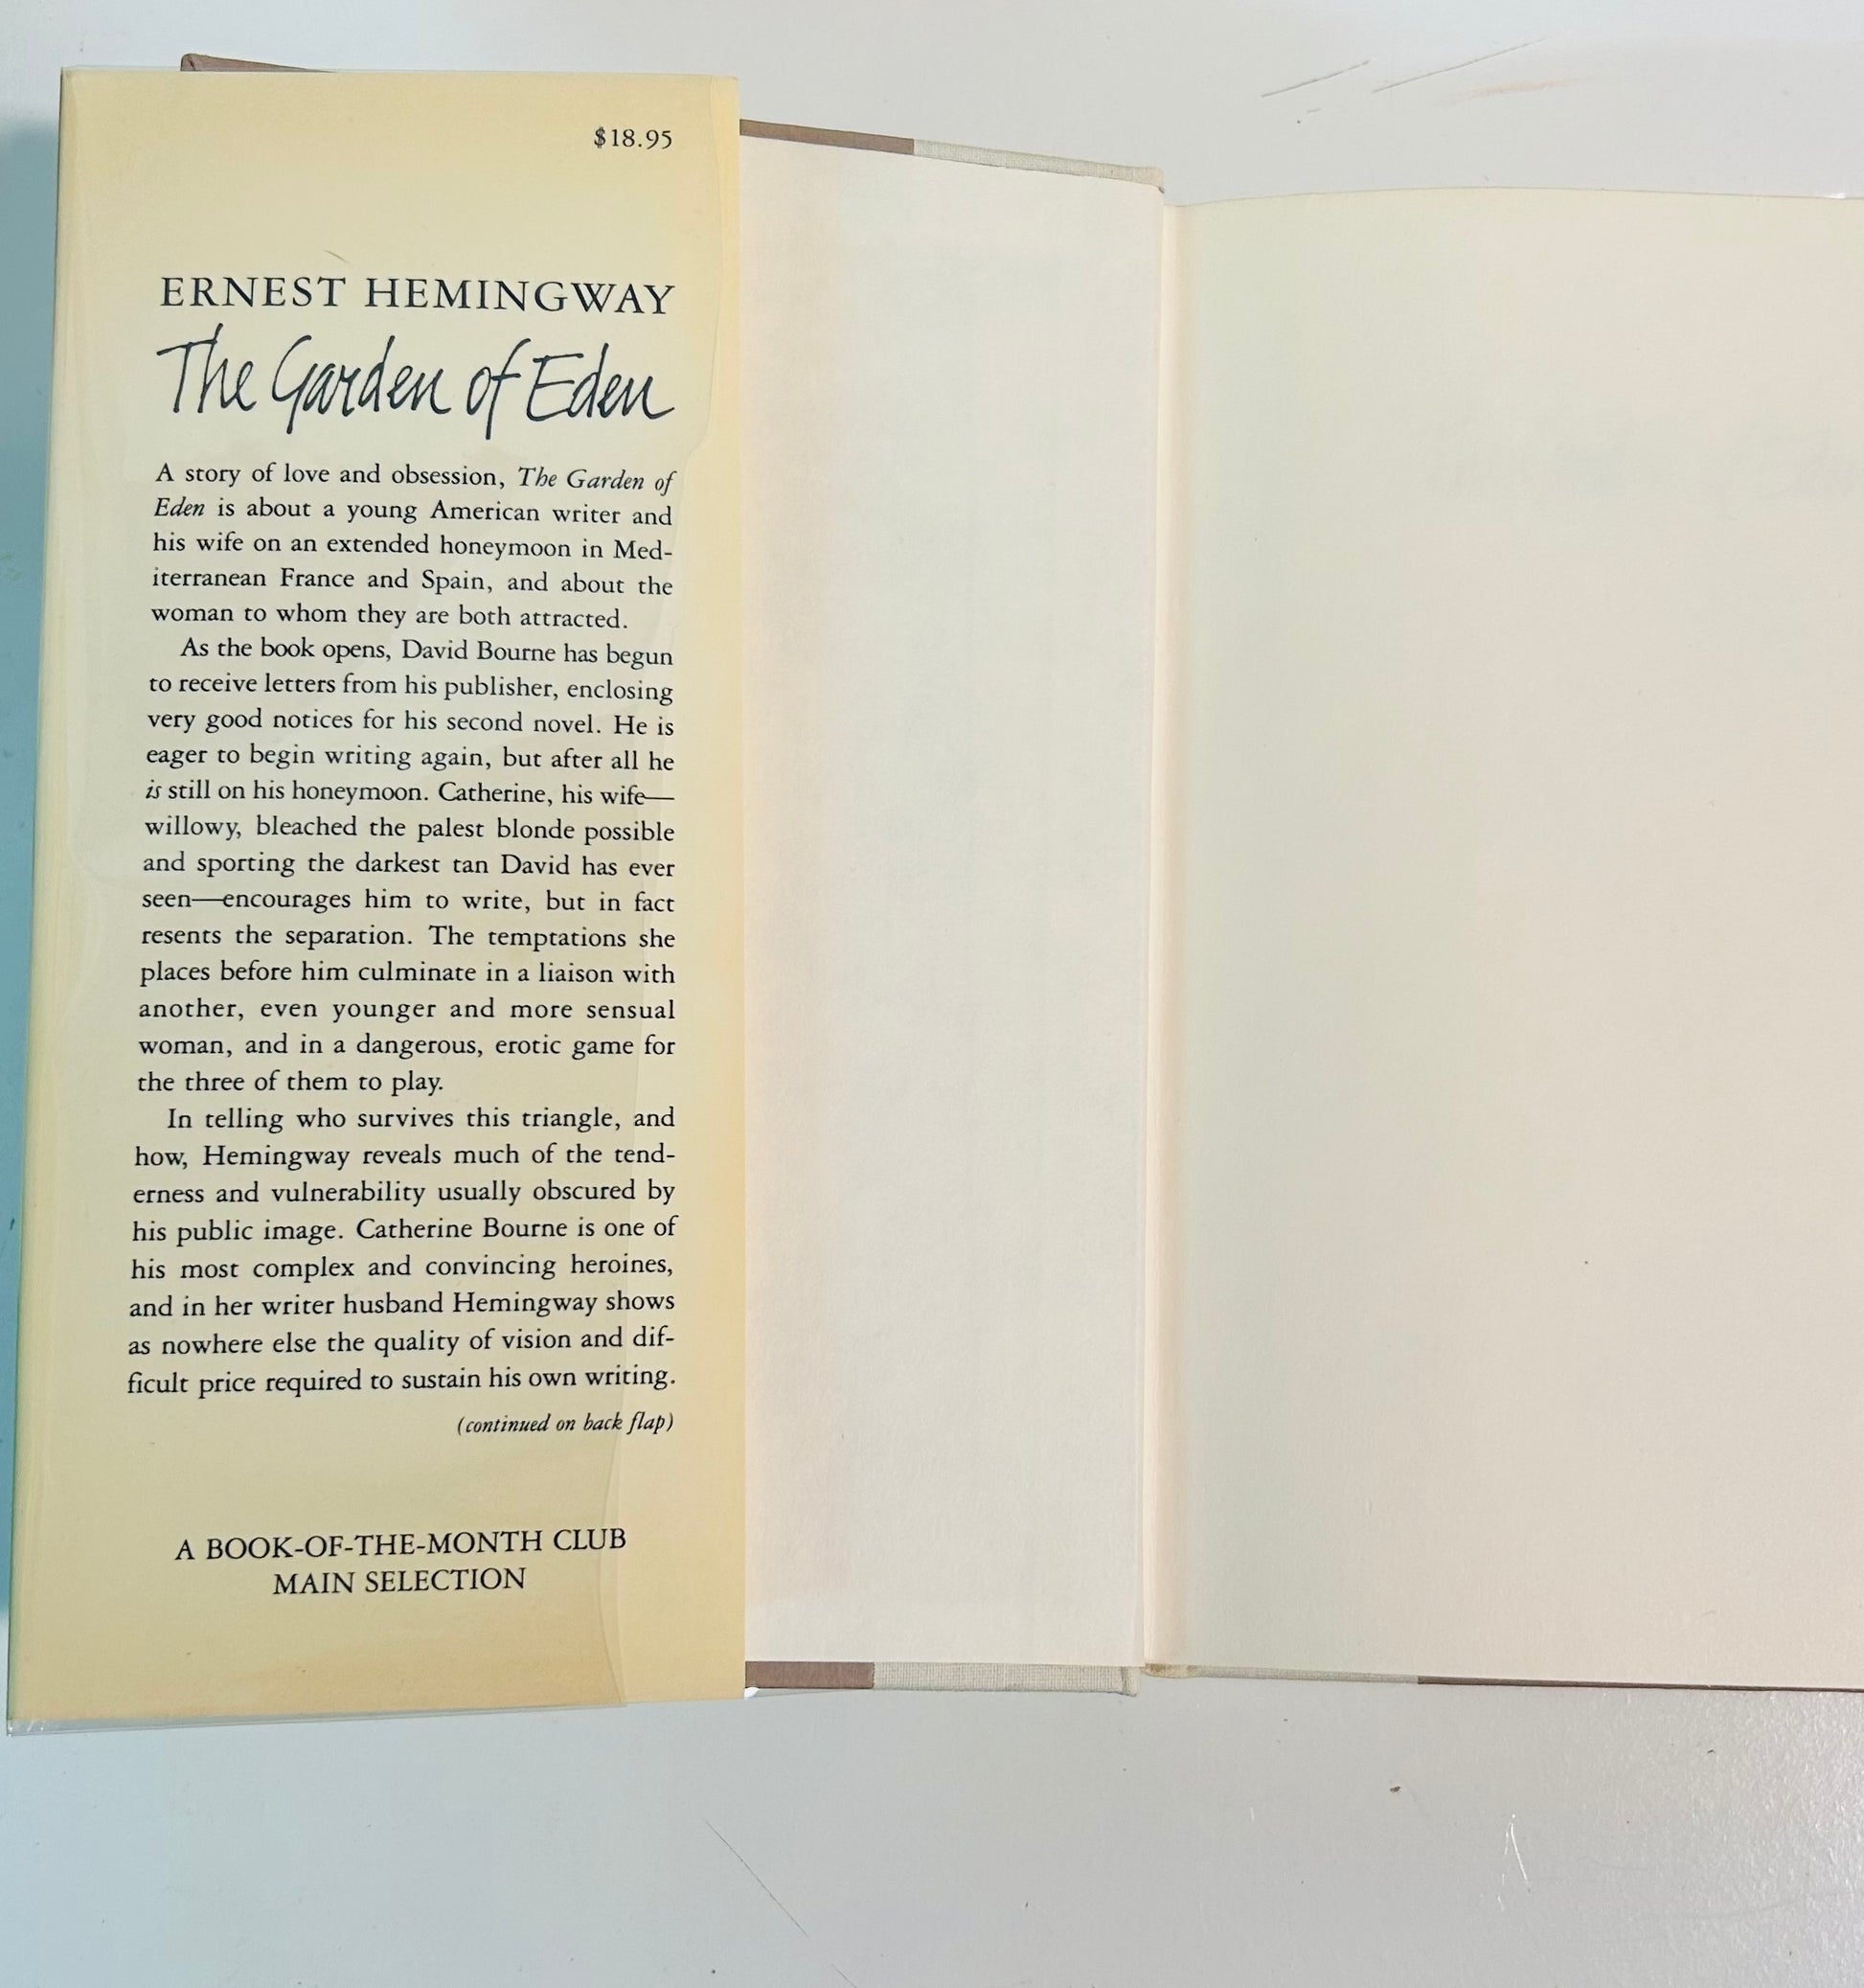 $18.95
ERNEST HEMINGWAY
The Garden of Eden
A story of love and obsession, The Garden of
Eden is about a young American writer and
his wife on an extended honeymoon in Med-
iterranean France and Spain, and about the
woman to whom they are both attracted.
As the book opens, David Bourne has begun
to receive letters from his publisher, enclosing
very good notices for his second novel. He is
eager to begin writing again, but after all he
is still on his honeymoon. Catherine, his wife—
willowy, bleached the palest blonde possible
and sporting the darkest tan David has ever
seen—encourages him to write, but in fact
resents the separation. The temptations she
places before him culminate in a liaison with
another, even younger and more sensual
woman, and in a dangerous, erotic game for
the three of them to play.
In telling who survives this triangle, and
how, Hemingway reveals much of the tend-
erness and vulnerability usually obscured by
his public image. Catherine Bourne is one of
his most complex and convincing heroines,
and in her writer husband Hemingway shows
as nowhere else the quality of vision and dif-
ficult price required to sustain his own writing.
(continued on back flap)
A BOOK-OF-THE-MONTH CLUB
MAIN SELECTION